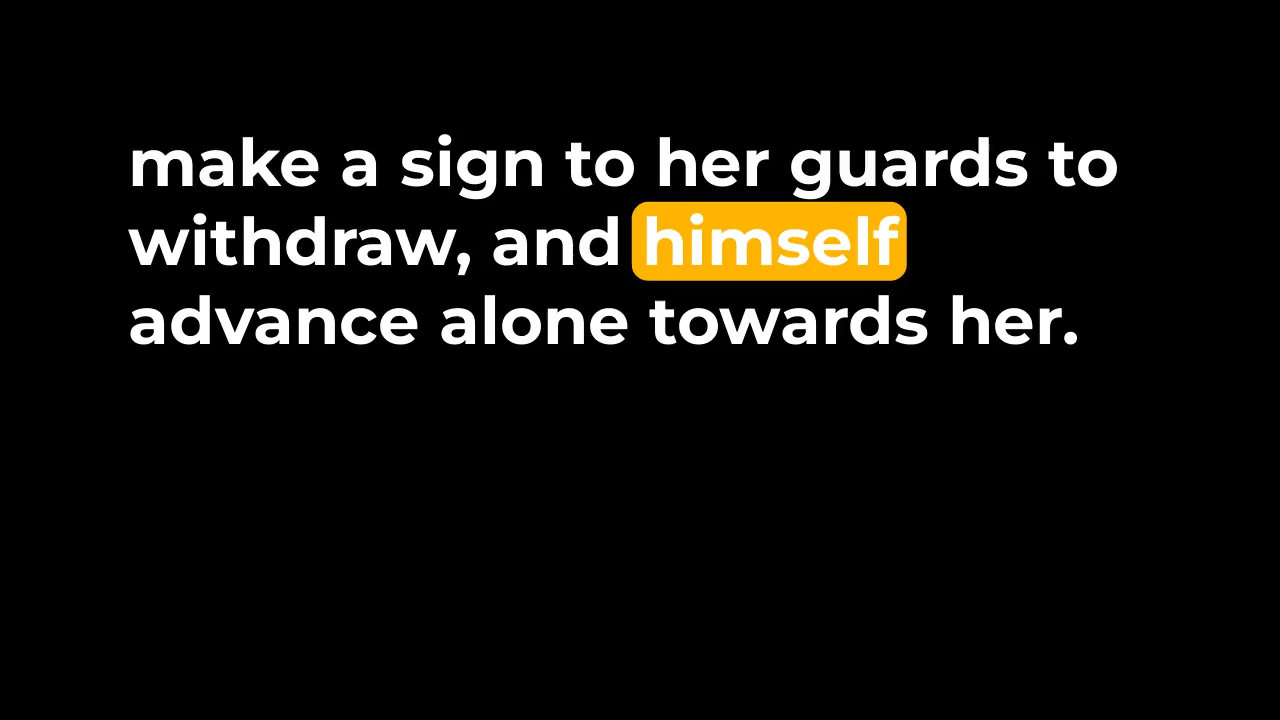 make a sign to her guards to
withdraw, and himself
advance alone towards her.